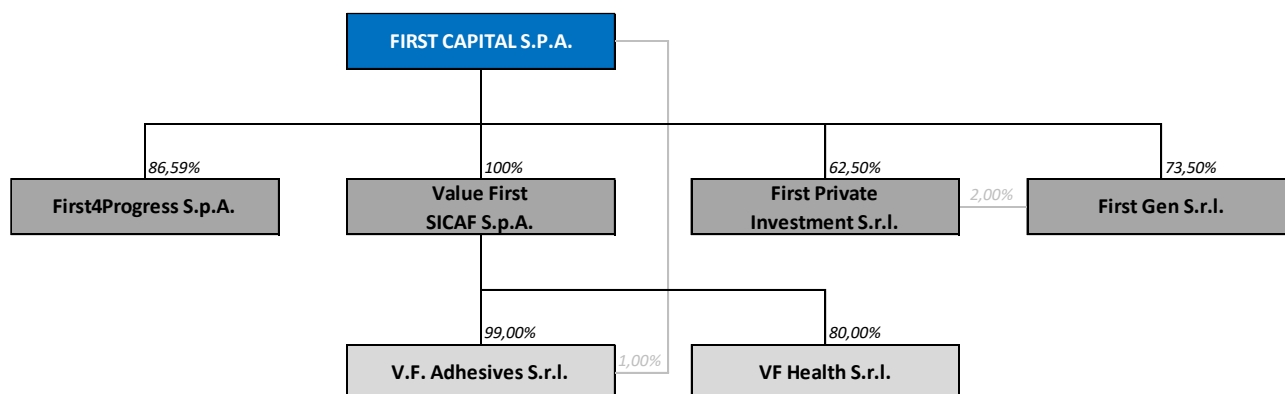 FIRST CAPITAL S.P.A.
86,59%
100%
62,50%
73,50%
First4Progress S.p.A.
Value First
SICAF S.p.A.
First Private
Investment S.r.l.
2,00%
First Gen S.r.l.
99,00%
80,00%
V.F. Adhesives S.r.l.
1,00%
VF Health S.r.l.